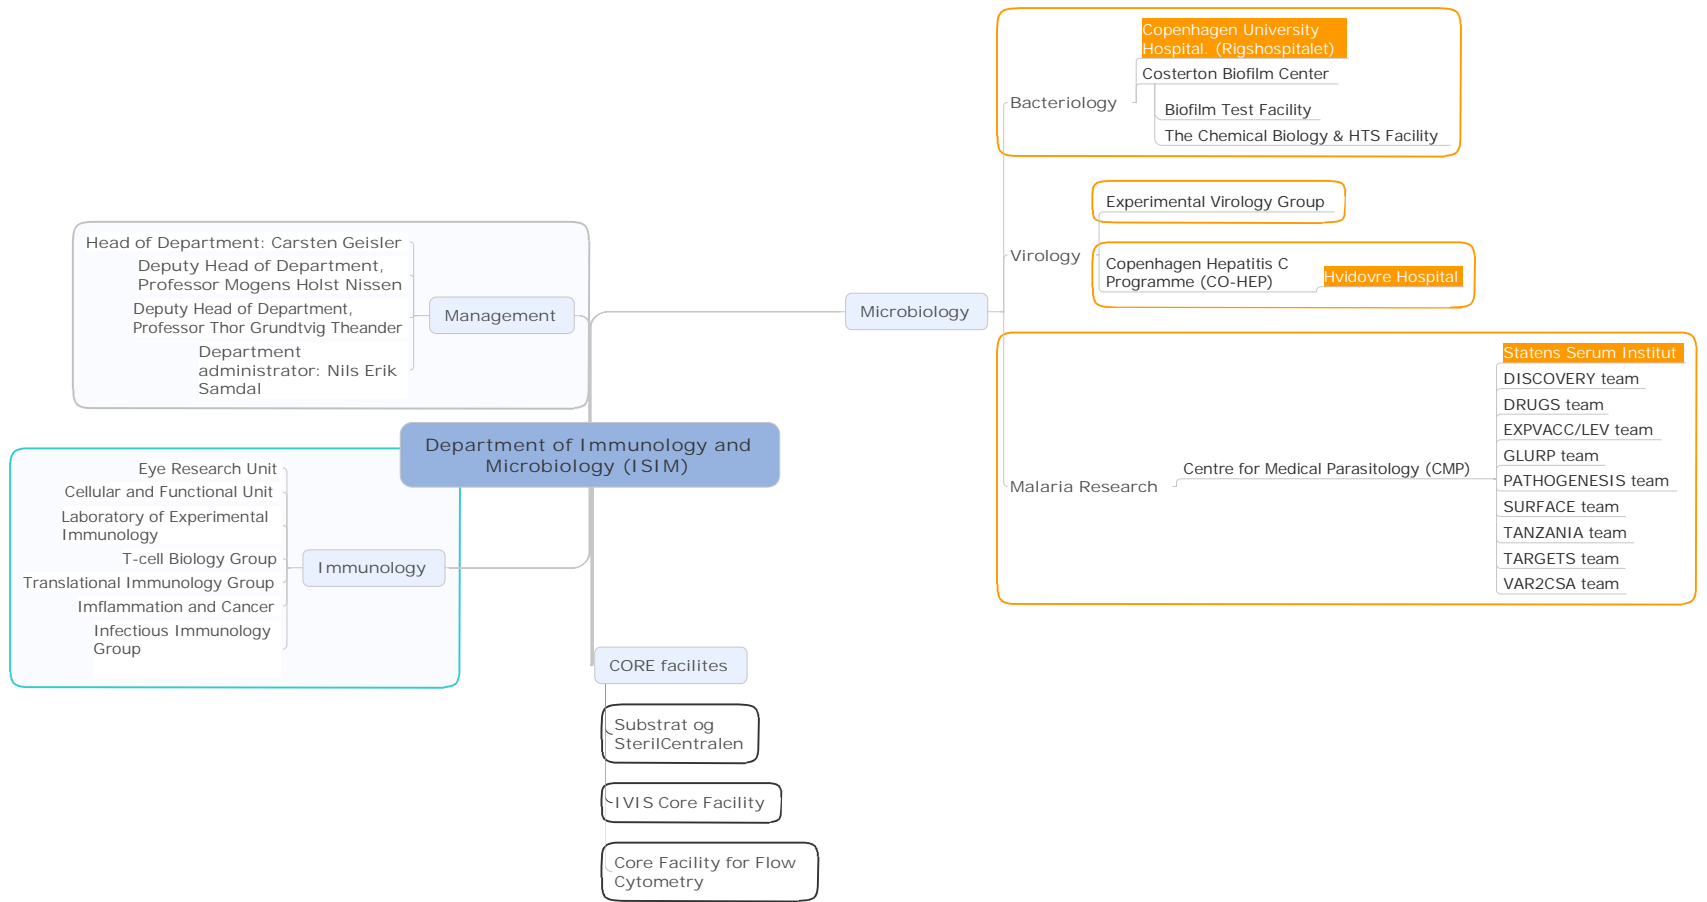 Department of Immunology and
Microbiology (ISIM)
Management
Head of Department: Carsten Geisler
Deputy Head of Department,
Professor Mogens Holst Nissen
Deputy Head of Department,
Professor Thor Grundtvig Theander
Department
administrator: Nils Erik
Samdal
Immunology
Eye Research Unit
Cellular and Functional Unit
Laboratory of Experimental
Immunology
T-cell Biology Group
Translational Immunology Group
Imflammation and Cancer
Infectious Immunology
Group
CORE facilites
Substrat og
SterilCentralen
IVIS Core Facility
Core Facility for Flow
Cytometry
Microbiology
Bacteriology
Copenhagen University
Hospital. (Rigshospitalet)
Costerton Biofilm Center
Biofilm Test Facility
The Chemical Biology & HTS Facility
Virology
Experimental Virology Group
Copenhagen Hepatitis C
Programme (CO-HEP)
Hvidovre Hospital
Malaria Research
Centre for Medical Parasitology (CMP)
Statens Serum Institut
DISCOVERY team
DRUGS team
EXPVACC/LEV team
GLURP team
PATHOGENESIS team
SURFACE team
TANZANIA team
TARGETS team
VAR2CSA team